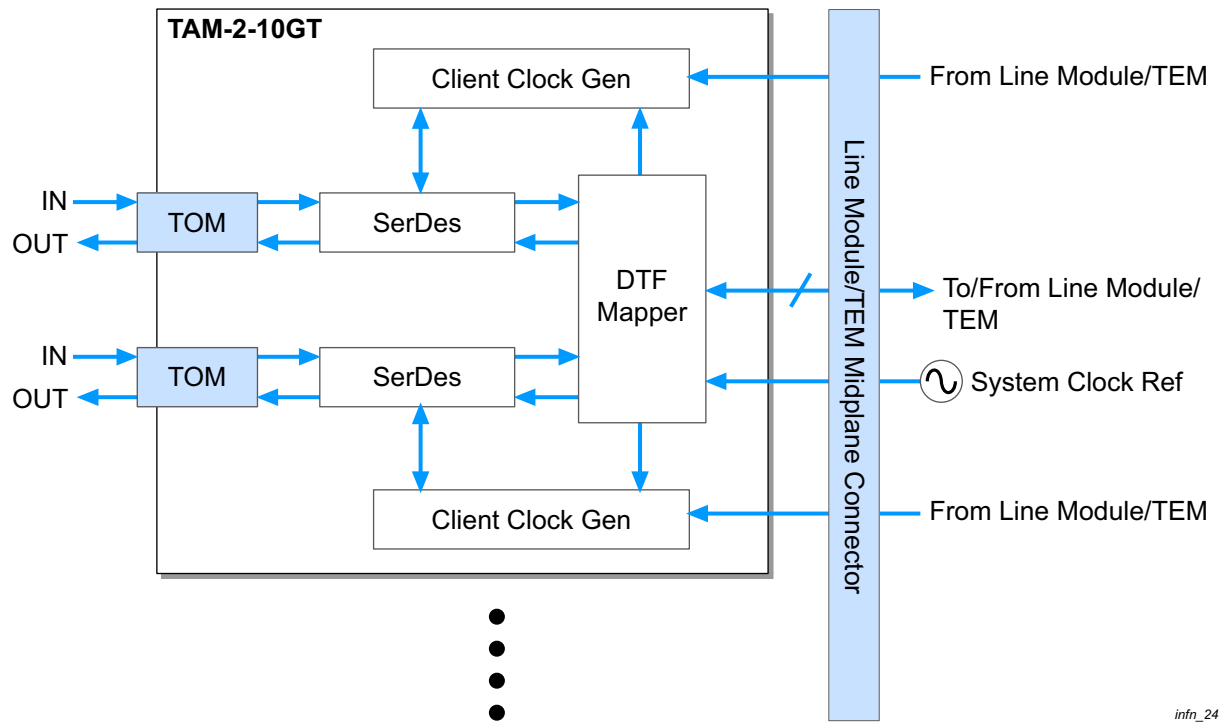 TAM-2-10GT
Client Clock Gen
From Line Module/TEM
IN
OUT
TOM
SerDes
DTF
Mapper
To/From Line Module/
TEM
IN
OUT
TOM
SerDes
System Clock Ref
Client Clock Gen
From Line Module/TEM
Line Module/TEM Midplane Connector
infn_24